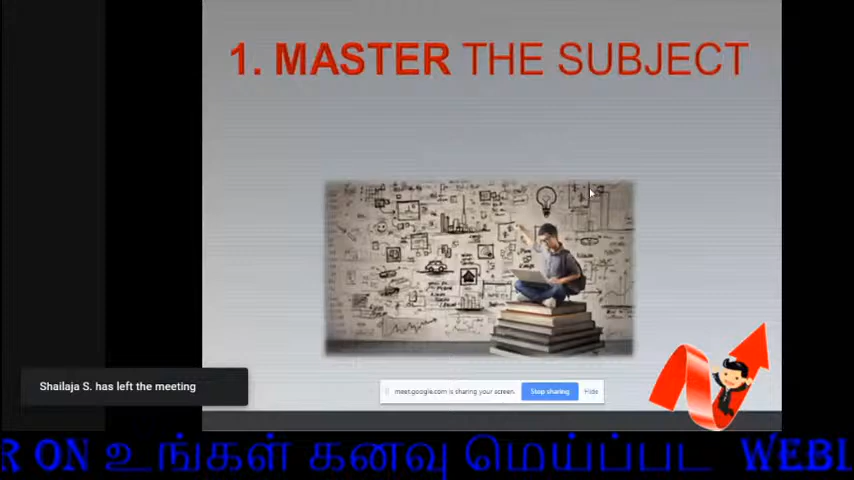 1. MASTER THE SUBJECT
Shailaja S. has left the meeting
meet.google.com is sharing your screen. Stop sharing Hide
R ON உங்கள் கனவு மெய்ப்பட WEBI